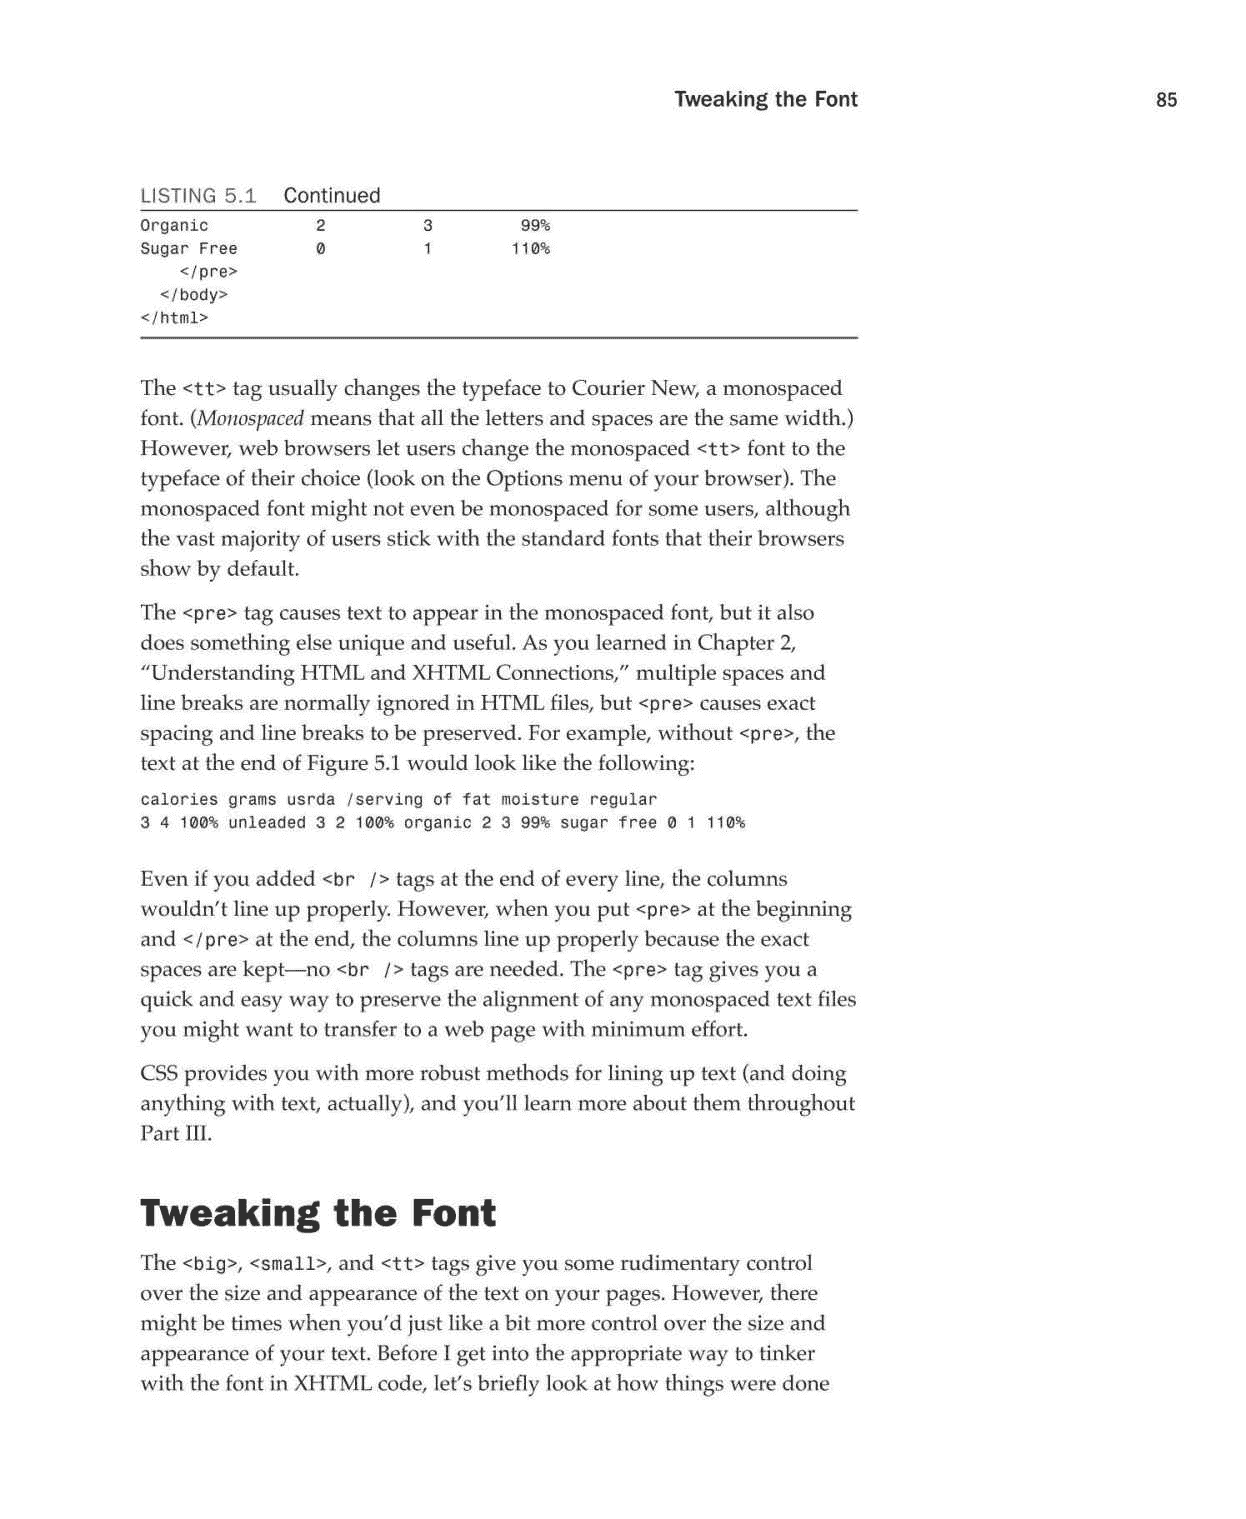 Tweaking the Font 85
LISTING 5.1 Continued
Organic 2 3 99%
Sugar Free 0 1 110%
</pre>
</body>
</html>
The <tt> tag usually changes the typeface to Courier New, a monospaced
font. (Monospaced means that all the letters and spaces are the same width.)
However, web browsers let users change the monospaced <tt> font to the
typeface of their choice (look on the Options menu of your browser). The
monospaced font might not even be monospaced for some users, although
the vast majority of users stick with the standard fonts that their browsers
show by default.
The <pre> tag causes text to appear in the monospaced font, but it also
does something else unique and useful. As you learned in Chapter 2,
“Understanding HTML and XHTML Connections,” multiple spaces and
line breaks are normally ignored in HTML files, but <pre> causes exact
spacing and line breaks to be preserved. For example, without <pre>, the
text at the end of Figure 5.1 would look like the following:
calories grams usrda /serving of fat moisture regular
3 4 100% unleaded 3 2 100% organic 2 3 99% sugar free 0 1 110%
Even if you added <br /> tags at the end of every line, the columns
wouldn’t line up properly. However, when you put <pre> at the beginning
and </pre> at the end, the columns line up properly because the exact
spaces are kept—no <br /> tags are needed. The <pre> tag gives you a
quick and easy way to preserve the alignment of any monospaced text files
you might want to transfer to a web page with minimum effort.
CSS provides you with more robust methods for lining up text (and doing
anything with text, actually), and you’ll learn more about them throughout
Part III.
Tweaking the Font
The <big>, <small>, and <tt> tags give you some rudimentary control
over the size and appearance of the text on your pages. However, there
might be times when you’d just like a bit more control over the size and
appearance of your text. Before I get into the appropriate way to tinker
with the font in XHTML code, let’s briefly look at how things were done